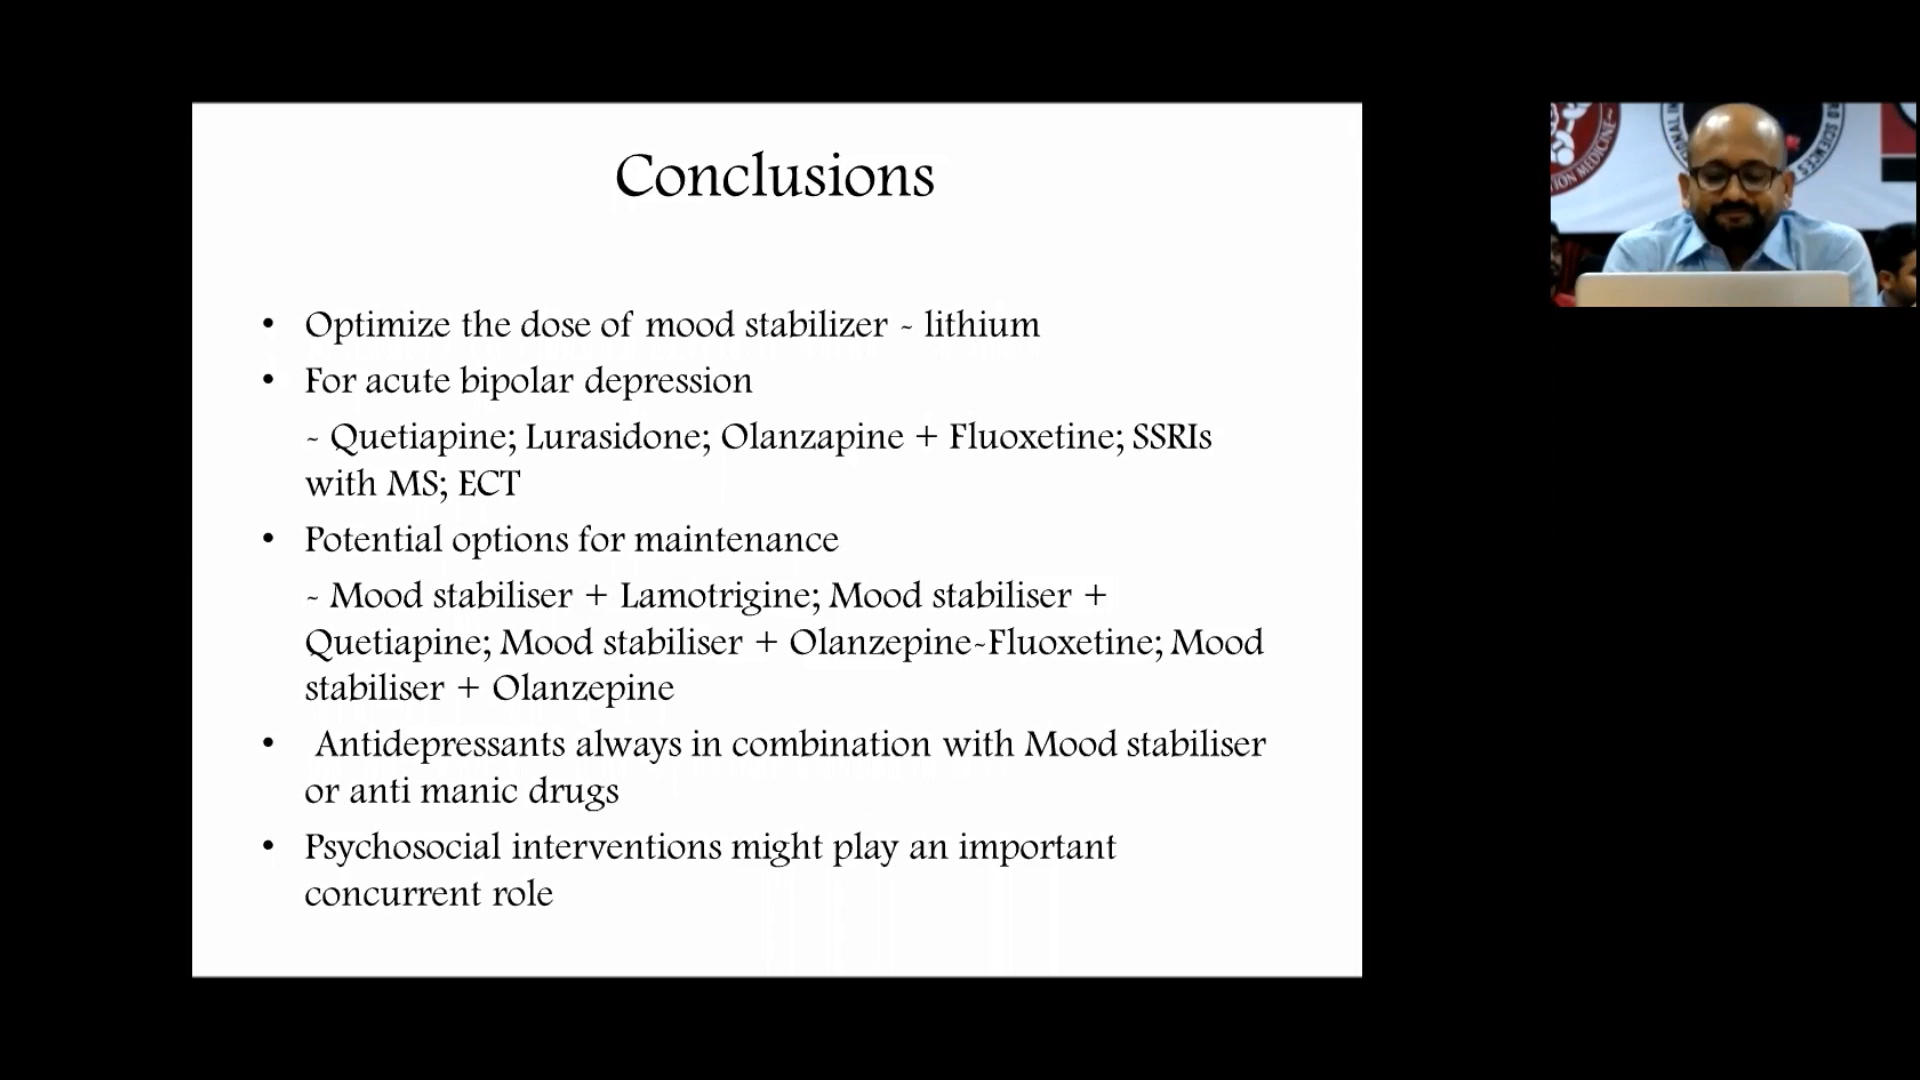 Conclusions
• Optimize the dose of mood stabilizer - lithium
• For acute bipolar depression
- Quetiapine; Lurasidone; Olanzapine + Fluoxetine; SSRIs
with MS; ECT
• Potential options for maintenance
- Mood stabiliser + Lamotrigine; Mood stabiliser +
Quetiapine; Mood stabiliser + Olanzepine-Fluoxetine; Mood
stabiliser + Olanzepine
• Antidepressants always in combination with Mood stabiliser
or anti manic drugs
• Psychosocial interventions might play an important
concurrent role
MEDICINE
SCIENCES